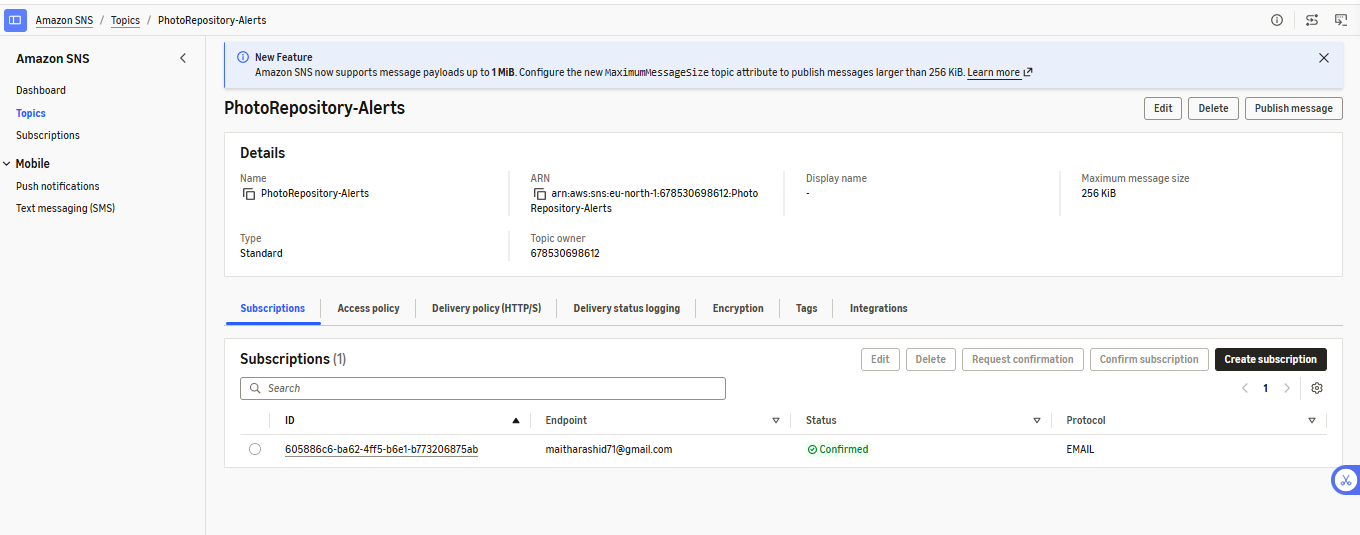 Amazon SNS / Topics / PhotoRepository-Alerts
Amazon SNS
Dashboard
Topics
Subscriptions
Mobile
Push notifications
Text messaging (SMS)
New Feature
Amazon SNS now supports message payloads up to 1 MiB. Configure the new MaximumMessageSize topic attribute to publish messages larger than 256 KiB. Learn more
PhotoRepository-Alerts
Edit Delete Publish message
Details
Name
PhotoRepository-Alerts
ARN
arn:aws:sns:eu-north-1:678530698612:Photo
Repository-Alerts
Display name
-
Maximum message size
256 KiB
Type
Standard
Topic owner
678530698612
Subscriptions Access policy Delivery policy (HTTP/S) Delivery status logging Encryption Tags Integrations
Subscriptions (1)
Edit Delete Request confirmation Confirm subscription Create subscription
Search
1
ID Endpoint Status Protocol
605886c6-ba62-4ff5-b6e1-b773206875ab maitharashid71@gmail.com Confirmed EMAIL